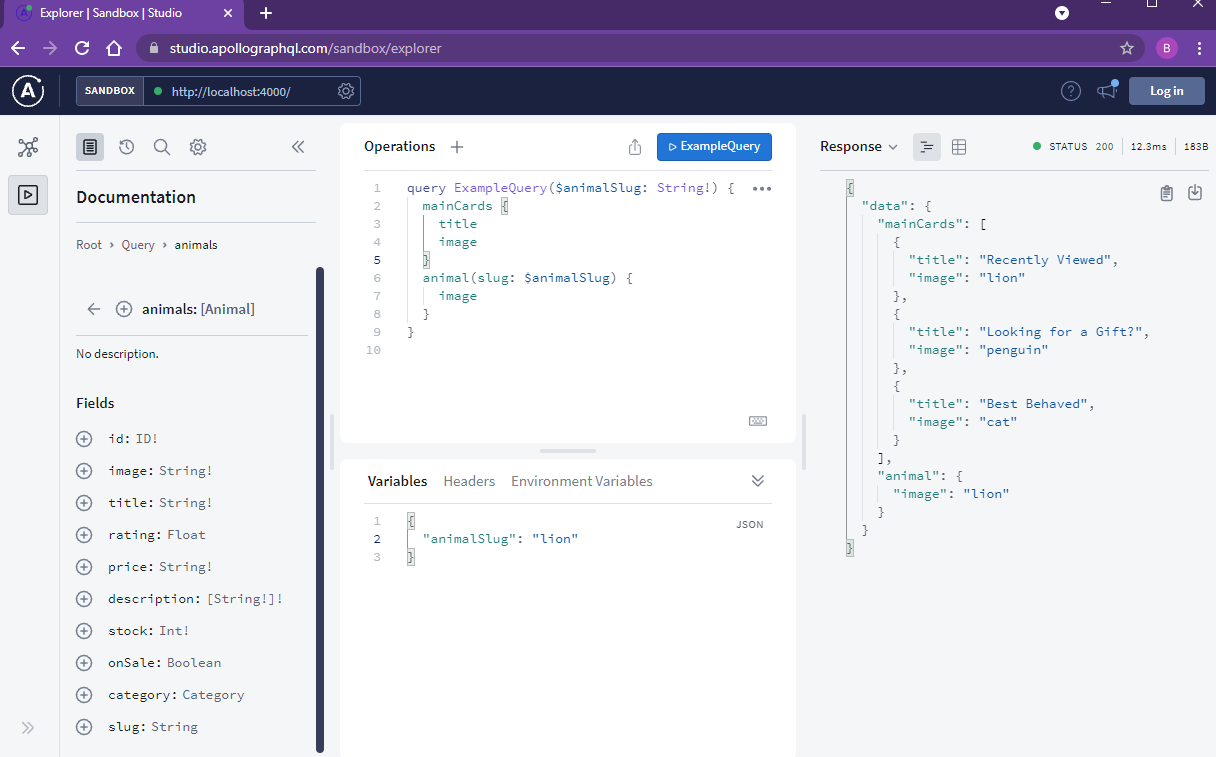 Explorer | Sandbox | Studio
studio.apollographql.com/sandbox/explorer
B
A
SANDBOX
http://localhost:4000/
?
Log in
Documentation
Root › Query › animals
animals: [Animal]
No description.
Fields
id: ID!
image: String!
title: String!
rating: Float
price: String!
description: [String!]!
stock: Int!
onSale: Boolean
category: Category
slug: String
Operations
ExampleQuery
1 query ExampleQuery($animalSlug: String!) {
2 mainCards {
3 title
4 image
5 }
6 animal(slug: $animalSlug) {
7 image
8 }
9 }
10
Variables Headers Environment Variables
JSON
1 {
2 "animalSlug": "lion"
3 }
Response
STATUS 200 12.3ms 183B
{
"data": {
"mainCards": [
{
"title": "Recently Viewed",
"image": "lion"
},
{
"title": "Looking for a Gift?",
"image": "penguin"
},
{
"title": "Best Behaved",
"image": "cat"
}
],
"animal": {
"image": "lion"
}
}
}